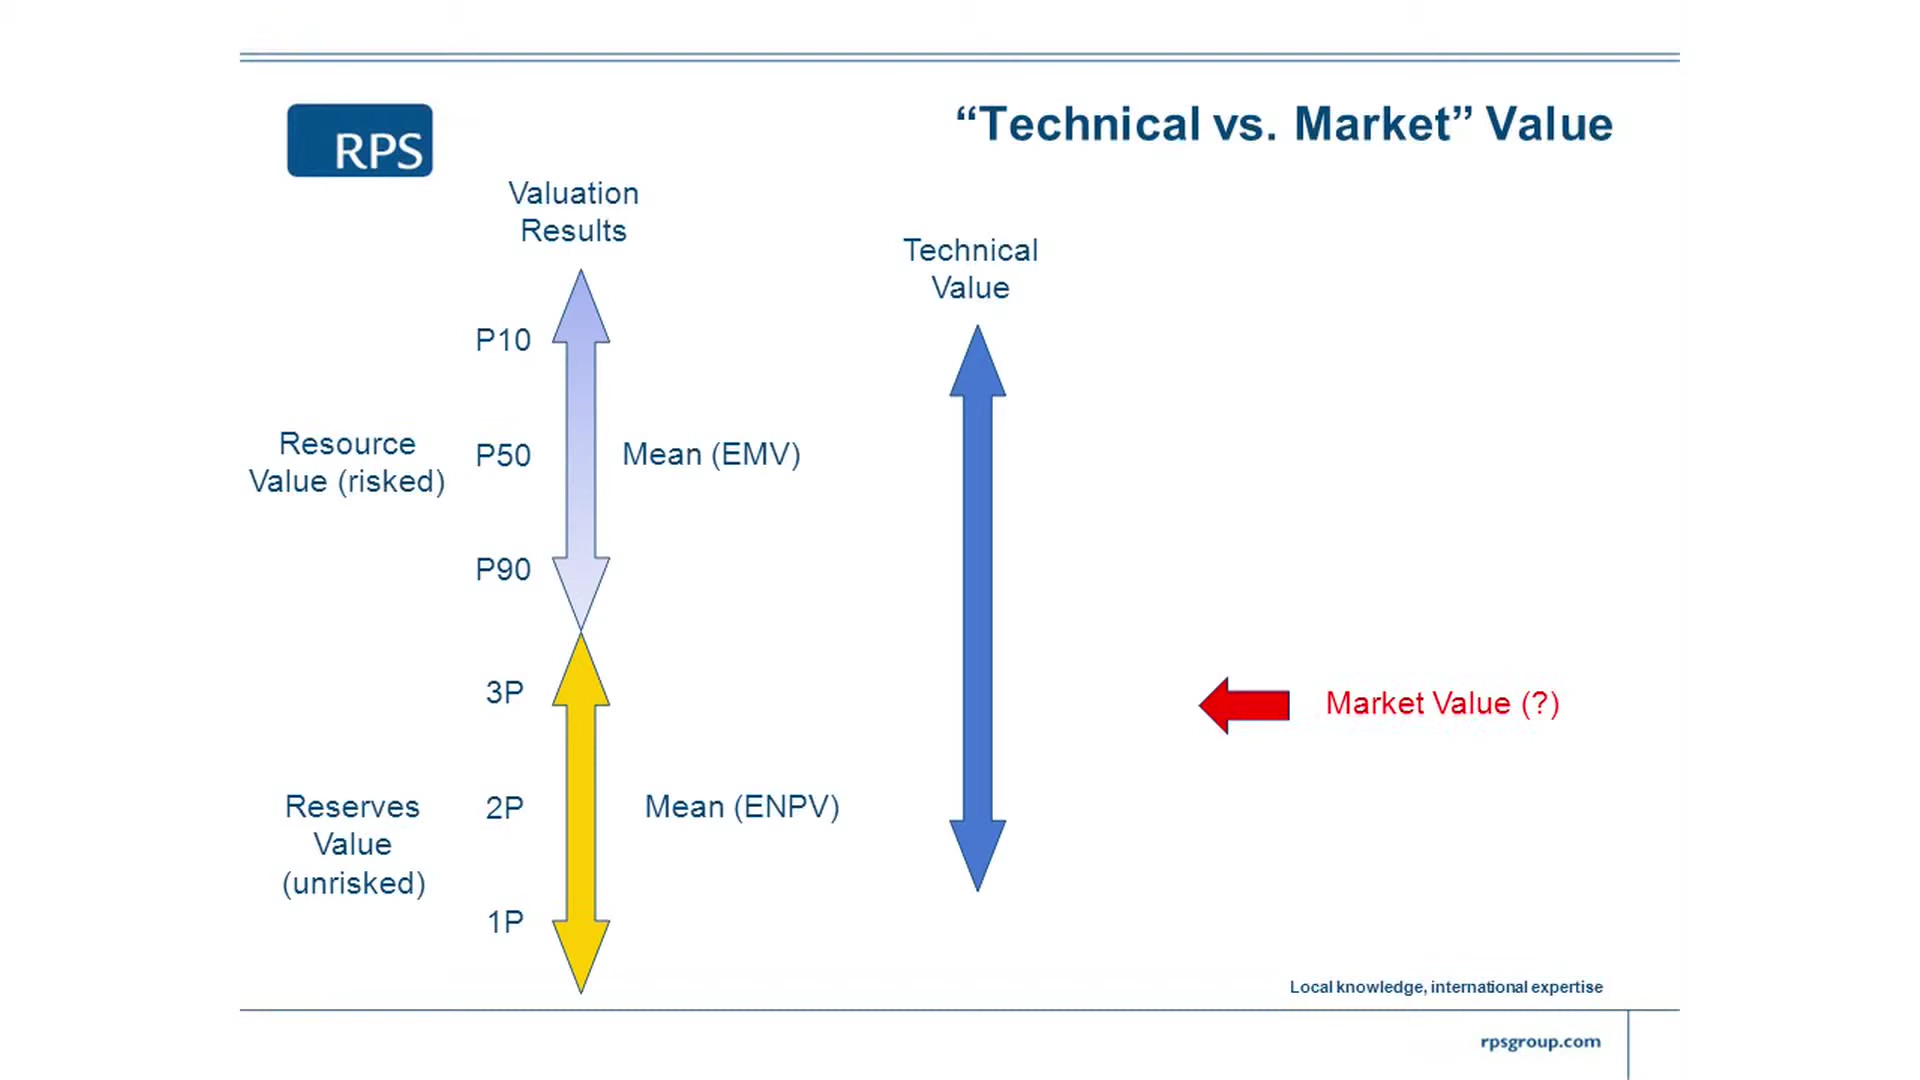 RPS
“Technical vs. Market” Value
Valuation
Results
Technical
Value
P10
Resource
Value (risked)
P50
Mean (EMV)
P90
3P
Market Value (?)
Reserves
Value
(unrisked)
2P
Mean (ENPV)
1P
Local knowledge, international expertise
rpsgroup.com